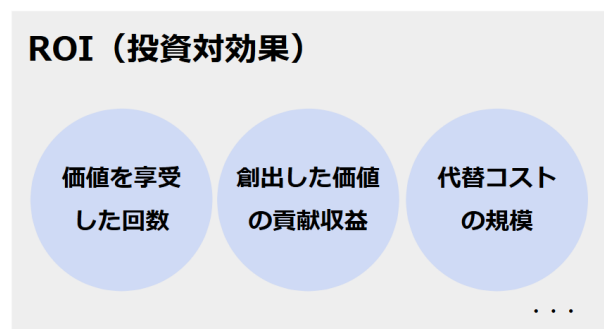 ROI（投資対効果）
価値を享受
した回数
創出した価値
の貢献収益
代替コスト
の規模
・・・